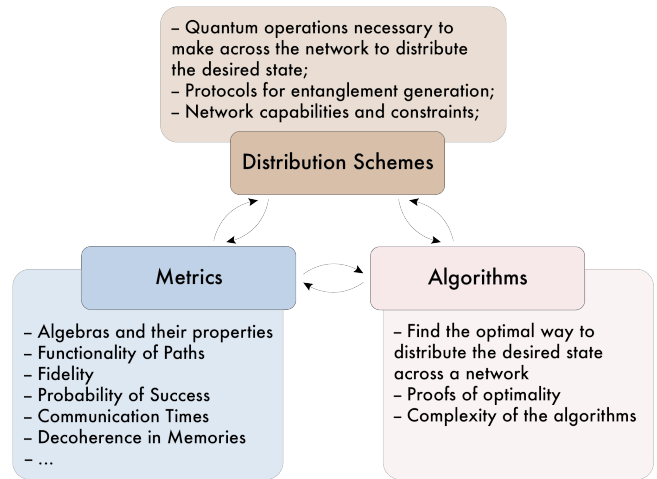 – Quantum operations necessary to
make across the network to distribute
the desired state;
– Protocols for entanglement generation;
– Network capabilities and constraints;
Distribution Schemes
Metrics
– Algebras and their properties
– Functionality of Paths
– Fidelity
– Probability of Success
– Communication Times
– Decoherence in Memories
– ...
Algorithms
– Find the optimal way to
distribute the desired state
across a network
– Proofs of optimality
– Complexity of the algorithms